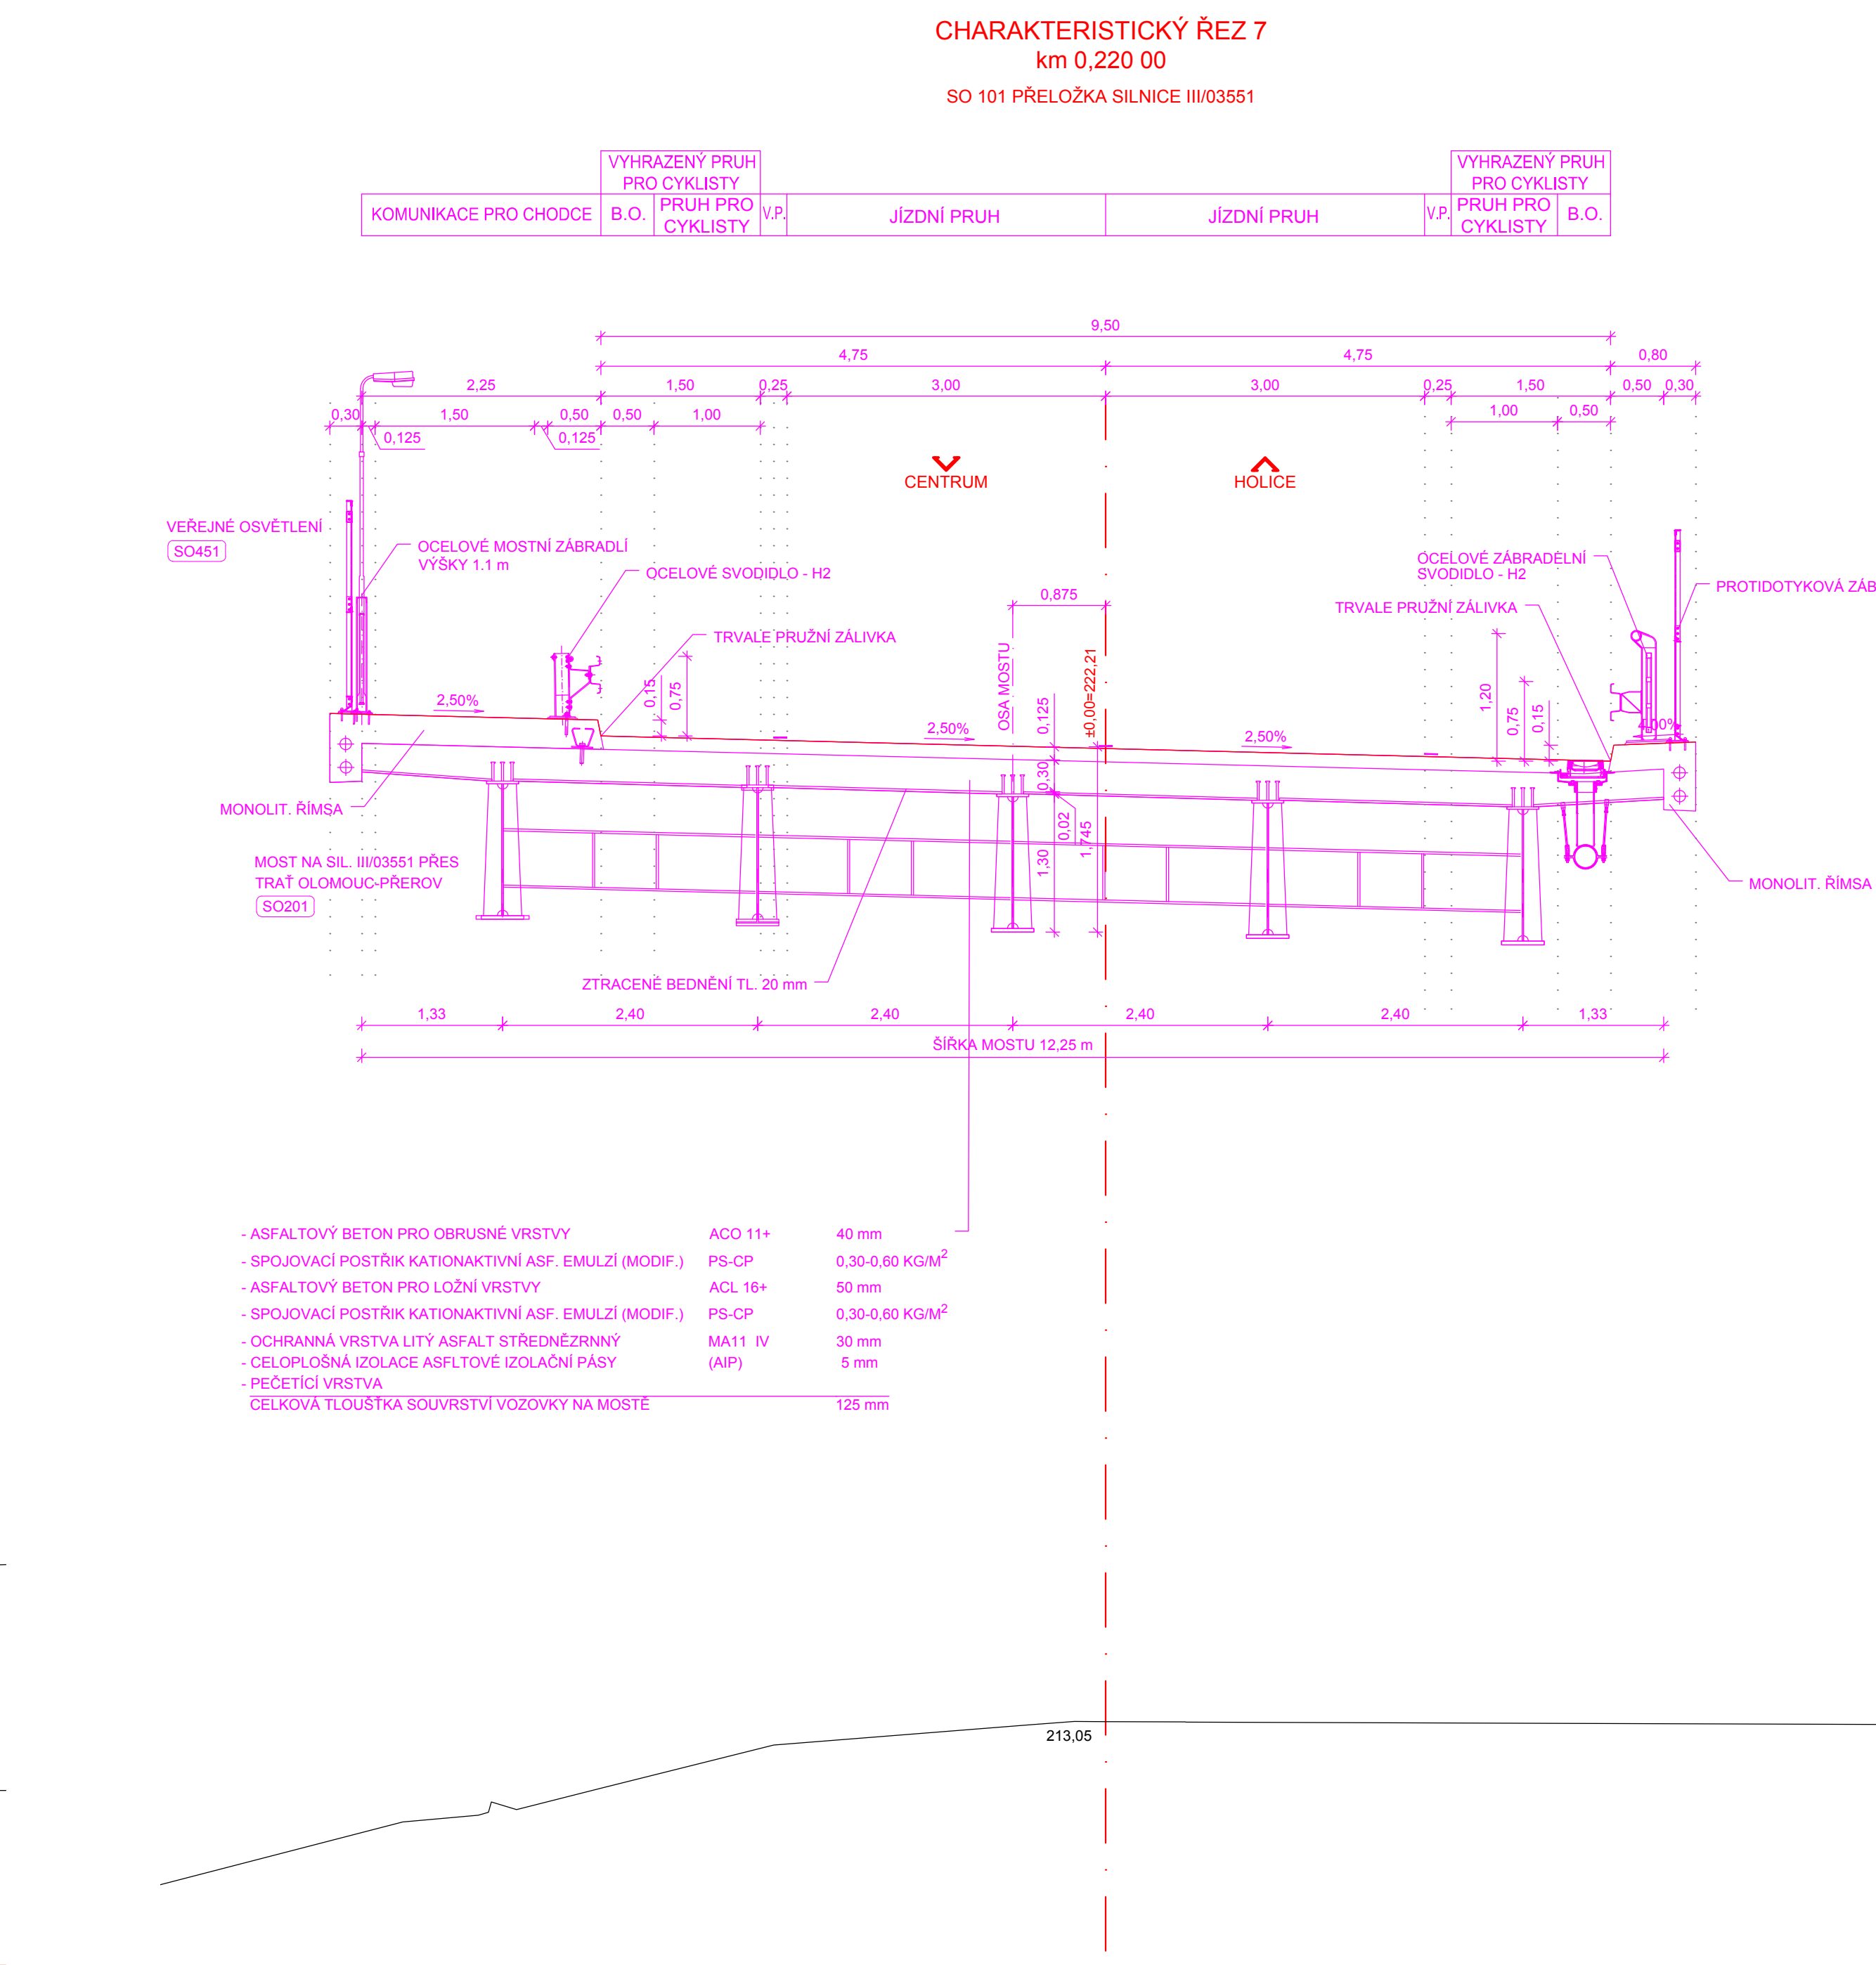 CHARAKTERISTICKÝ ŘEZ 7
km 0,220 00
SO 101 PŘELOŽKA SILNICE III/03551
VYHRAZENÝ PRUH
PRO CYKLISTY
VYHRAZENÝ PRUH
PRO CYKLISTY
KOMUNIKACE PRO CHODCE
B.O.
PRUH PRO
CYKLISTY
V.P.
JÍZDNÍ PRUH
JÍZDNÍ PRUH
V.P.
PRUH PRO
CYKLISTY
B.O.
9,50
4,75
4,75
0,80
2,25
1,50
0,25
3,00
3,00
0,25
1,50
0,50
0,30
0,30
1,50
0,50
0,50
1,00
1,00
0,50
0,125
0,125
CENTRUM
HOLICE
VEŘEJNÉ OSVĚTLENÍ
SO451
OCELOVÉ MOSTNÍ ZÁBRADLÍ
VÝŠKY 1.1 m
OCELOVÉ SVODIDLO - H2
OCELOVÉ ZÁBRADELNÍ
SVODIDLO - H2
PROTIDOTYKOVÁ ZÁB
0,875
TRVALE PRUŽNÍ ZÁLIVKA
TRVALE PRUŽNÍ ZÁLIVKA
OSA MOSTU
±0,00=222,21
0,15
0,75
1,20
0,75
0,15
2,50%
2,50%
2,50%
4,00%
0,125
0,30
0,02
1,30
1,745
MONOLIT. ŘÍMSA
MOST NA SIL. III/03551 PŘES
TRAŤ OLOMOUC-PŘEROV
SO201
MONOLIT. ŘÍMSA
ZTRACENÉ BEDNĚNÍ TL. 20 mm
1,33
2,40
2,40
2,40
2,40
1,33
ŠÍŘKA MOSTU 12,25 m
- ASFALTOVÝ BETON PRO OBRUSNÉ VRSTVY ACO 11+ 40 mm
- SPOJOVACÍ POSTŘIK KATIONAKTIVNÍ ASF. EMULZÍ (MODIF.) PS-CP 0,30-0,60 KG/M²
- ASFALTOVÝ BETON PRO LOŽNÍ VRSTVY ACL 16+ 50 mm
- SPOJOVACÍ POSTŘIK KATIONAKTIVNÍ ASF. EMULZÍ (MODIF.) PS-CP 0,30-0,60 KG/M²
- OCHRANNÁ VRSTVA LITÝ ASFALT STŘEDNĚZRNNÝ MA11 IV 30 mm
- CELOPLOŠNÁ IZOLACE ASFLTOVÉ IZOLAČNÍ PÁSY (AIP) 5 mm
- PEČETÍCÍ VRSTVA
CELKOVÁ TLOUŠŤKA SOUVRSTVÍ VOZOVKY NA MOSTĚ 125 mm
213,05